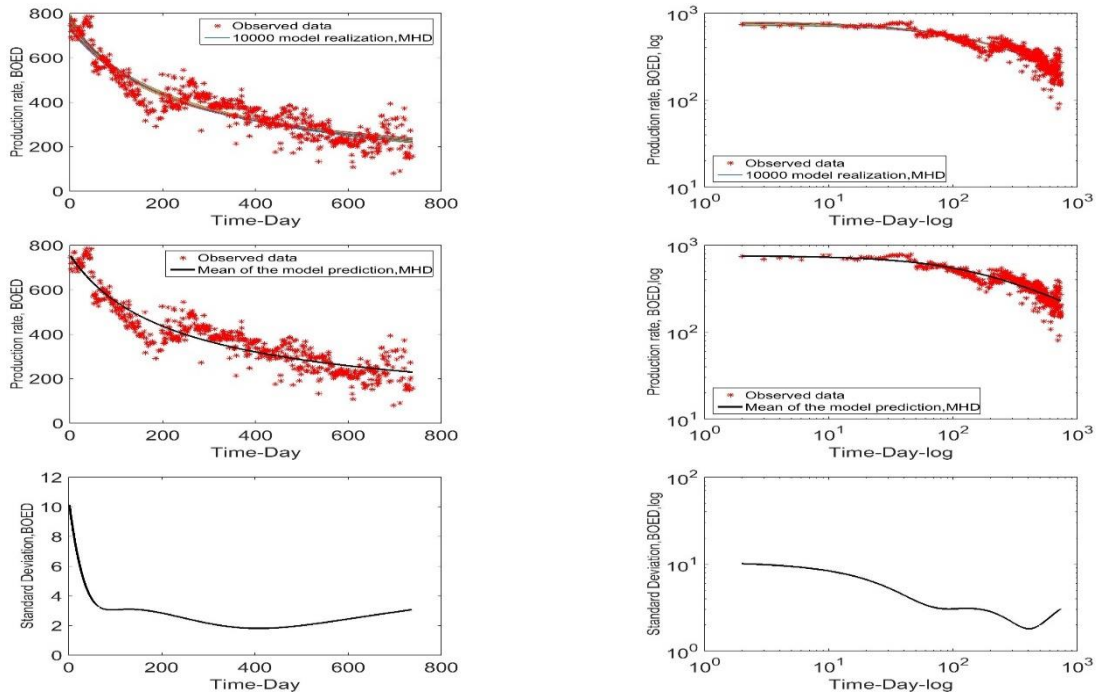 Production rate, BOED
800
600
400
200
0
0 200 400 600 800
Time-Day
Observed data
10000 model realization,MHD
Production rate, BOED, log
10^3
10^2
10^1
10^0 10^1 10^2 10^3
Time-Day-log
Observed data
10000 model realization,MHD
Production rate, BOED
800
600
400
200
0
0 200 400 600 800
Time-Day
Observed data
Mean of the model prediction,MHD
Production rate, BOED,log
10^3
10^2
10^1
10^0 10^1 10^2 10^3
Time-Day-log
Observed data
Mean of the model prediction,MHD
Standard Deviation,BOED
12
10
8
6
4
2
0
0 200 400 600 800
Time-Day
Standard Deviation,BOED,log
10^2
10^1
10^0
10^0 10^1 10^2 10^3
Time-Day-log